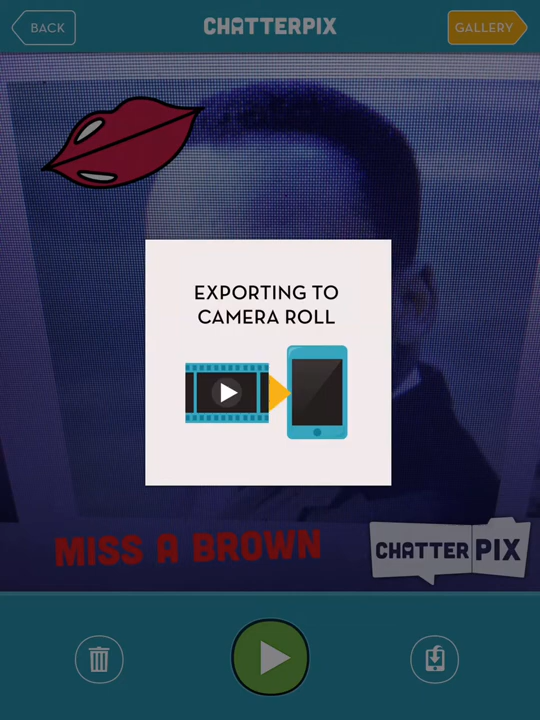 BACK
CHATTERPIX
GALLERY
EXPORTING TO
CAMERA ROLL
MISS A BROWN
CHATTER PIX